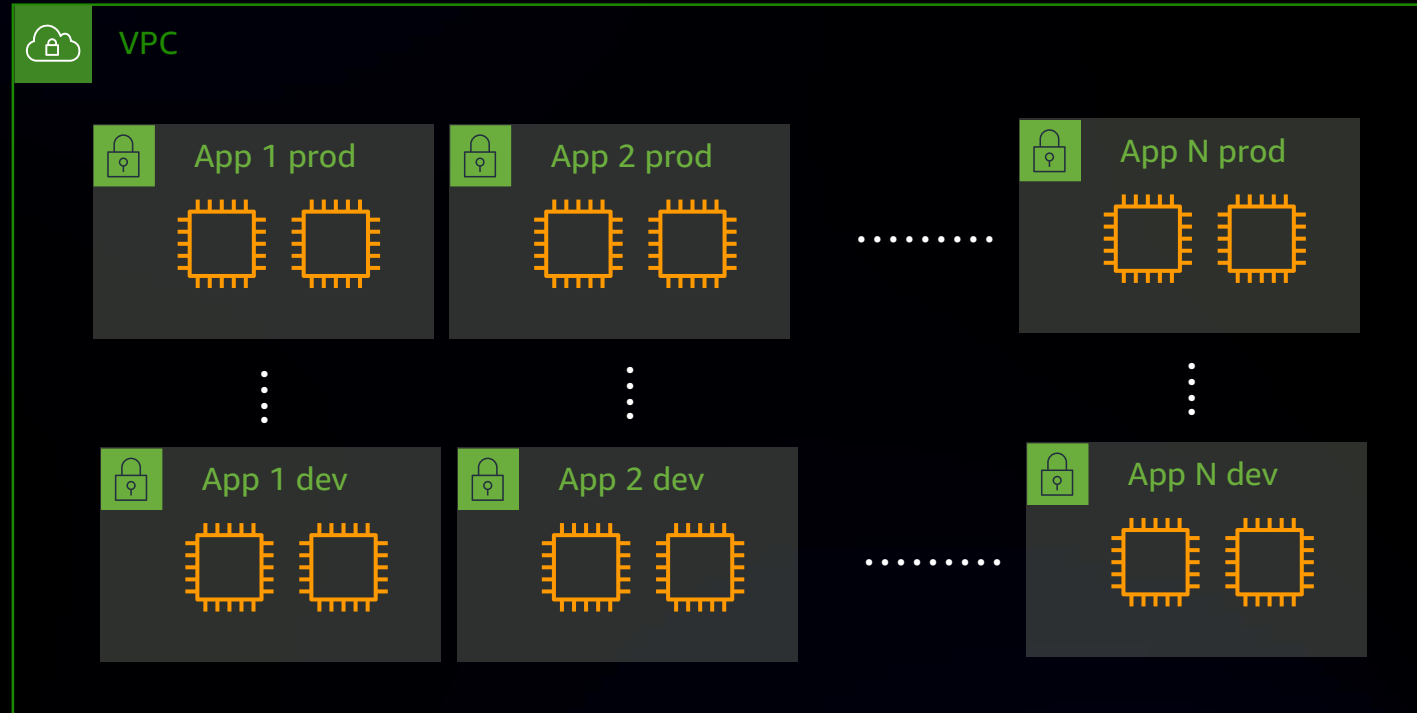 VPC
App 1 prod
App 2 prod
App N prod
App 1 dev
App 2 dev
App N dev